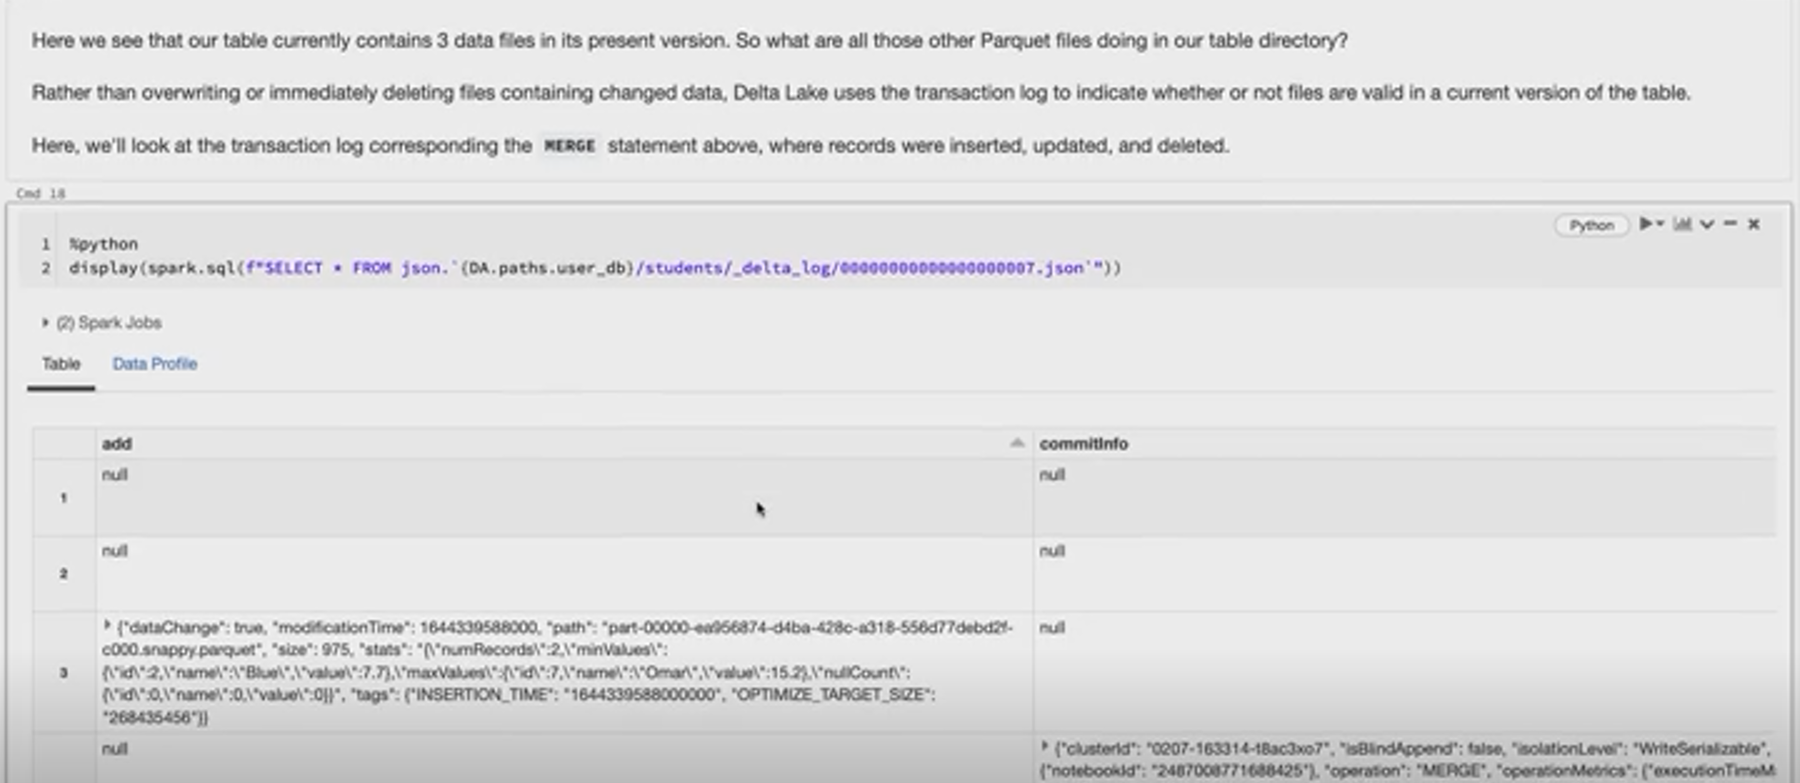 Here we see that our table currently contains 3 data files in its present version. So what are all those other Parquet files doing in our table directory?
Rather than overwriting or immediately deleting files containing changed data, Delta Lake uses the transaction log to indicate whether or not files are valid in a current version of the table.
Here, we'll look at the transaction log corresponding the MERGE statement above, where records were inserted, updated, and deleted.
Cmd 18
Python
1 %python
2 display(spark.sql(f"SELECT * FROM json.`{DA.paths.user_db}/students/_delta_log/00000000000000000007.json`"))
(2) Spark Jobs
Table Data Profile
add commitInfo
1 null null
2 null null
3 {"dataChange": true, "modificationTime": 1644339588000, "path": "part-00000-ea956874-d4ba-428c-a318-556d77debd2f-
c000.snappy.parquet", "size": 975, "stats": "{\"numRecords\":2,\"minValues\":
{\"id\":2,\"name\":\"Blue\",\"value\":7.7},\"maxValues\":{\"id\":7,\"name\":\"Omar\",\"value\":15.2},\"nullCount\":
{\"id\":0,\"name\":0,\"value\":0}}", "tags": {"INSERTION_TIME": "1644339588000000", "OPTIMIZE_TARGET_SIZE":
"268435456"}}
null
null
{"clusterId": "0207-163314-t8ac3xo7", "isBlindAppend": false, "isolationLevel": "WriteSerializable",
{"notebookId": "2487008771688425"}, "operation": "MERGE", "operationMetrics": {"executionTimeM